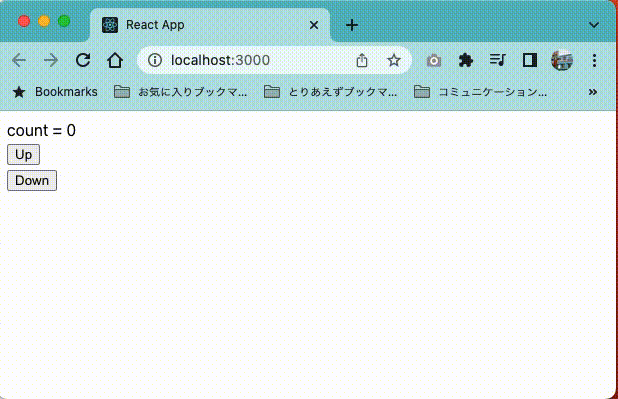 React App
localhost:3000
Bookmarks お気に入りブックマ... とりあえずブックマ... コミュニケーション...
count = 0
Up
Down